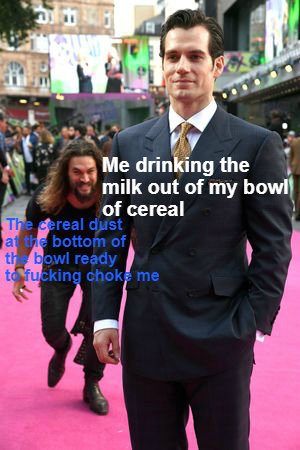 Me drinking the
milk out of my bowl
of cereal
The cereal dust
at the bottom of
the bowl ready
to fucking choke me